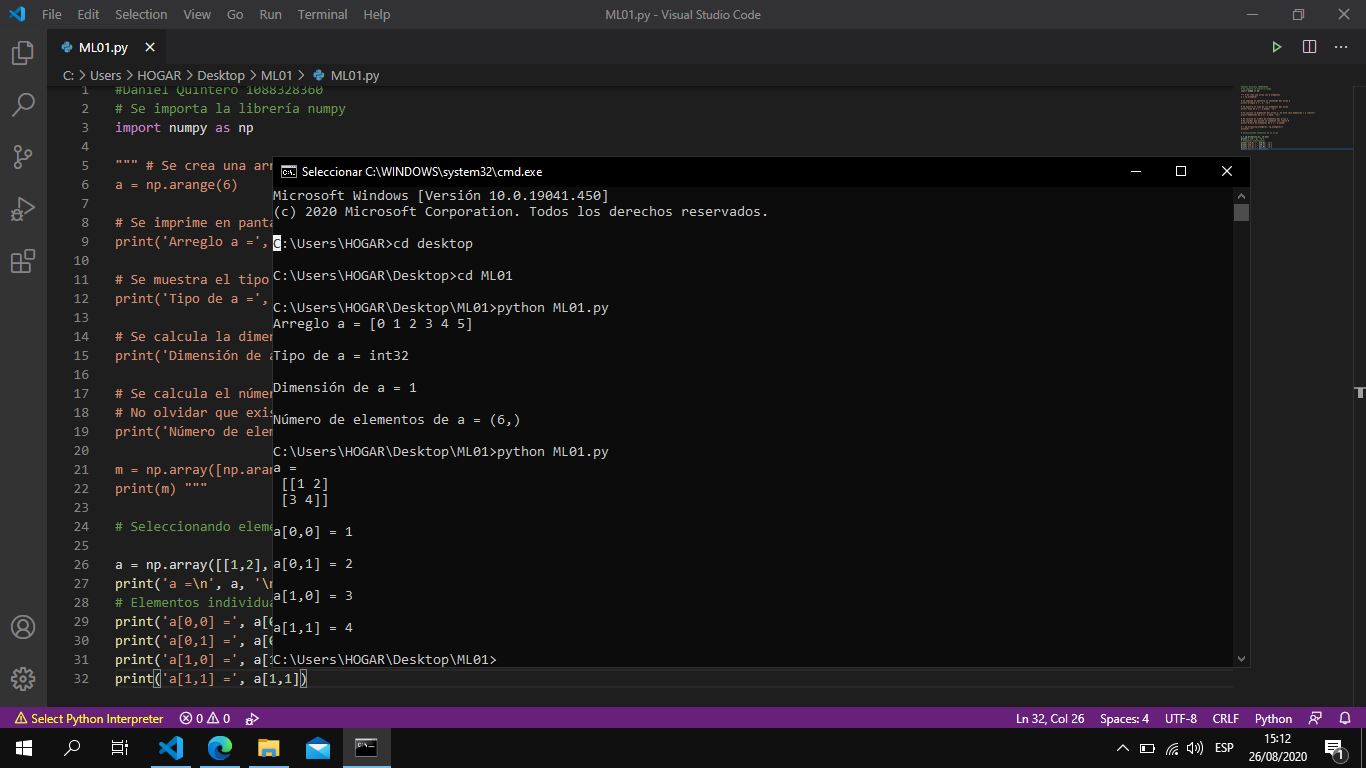 File Edit Selection View Go Run Terminal Help
ML01.py - Visual Studio Code
ML01.py
C: > Users > HOGAR > Desktop > ML01 > ML01.py
1 #Daniel Quintero 1088328360
2 # Se importa la librería numpy
3 import numpy as np
4
5 """ # Se crea una arr
6 a = np.arange(6)
7
8 # Se imprime en panta
9 print('Arreglo a =',
10
11 # Se muestra el tipo
12 print('Tipo de a =',
13
14 # Se calcula la dimen
15 print('Dimensión de a
16
17 # Se calcula el númer
18 # No olvidar que exis
19 print('Número de elem
20
21 m = np.array([np.aran
22 print(m) """
23
24 # Seleccionando eleme
25
26 a = np.array([[1,2],
27 print('a =\n', a, '\n
28 # Elementos individua
29 print('a[0,0] =', a[0
30 print('a[0,1] =', a[0
31 print('a[1,0] =', a[1
32 print('a[1,1] =', a[1,1])
Seleccionar C:\WINDOWS\system32\cmd.exe
Microsoft Windows [Versión 10.0.19041.450]
(c) 2020 Microsoft Corporation. Todos los derechos reservados.
C:\Users\HOGAR>cd desktop
C:\Users\HOGAR\Desktop>cd ML01
C:\Users\HOGAR\Desktop\ML01>python ML01.py
Arreglo a = [0 1 2 3 4 5]
Tipo de a = int32
Dimensión de a = 1
Número de elementos de a = (6,)
C:\Users\HOGAR\Desktop\ML01>python ML01.py
a =
[[1 2]
[3 4]]
a[0,0] = 1
a[0,1] = 2
a[1,0] = 3
a[1,1] = 4
C:\Users\HOGAR\Desktop\ML01>
Select Python Interpreter 0 0 Ln 32, Col 26 Spaces: 4 UTF-8 CRLF Python
ESP
15:12
26/08/2020
1